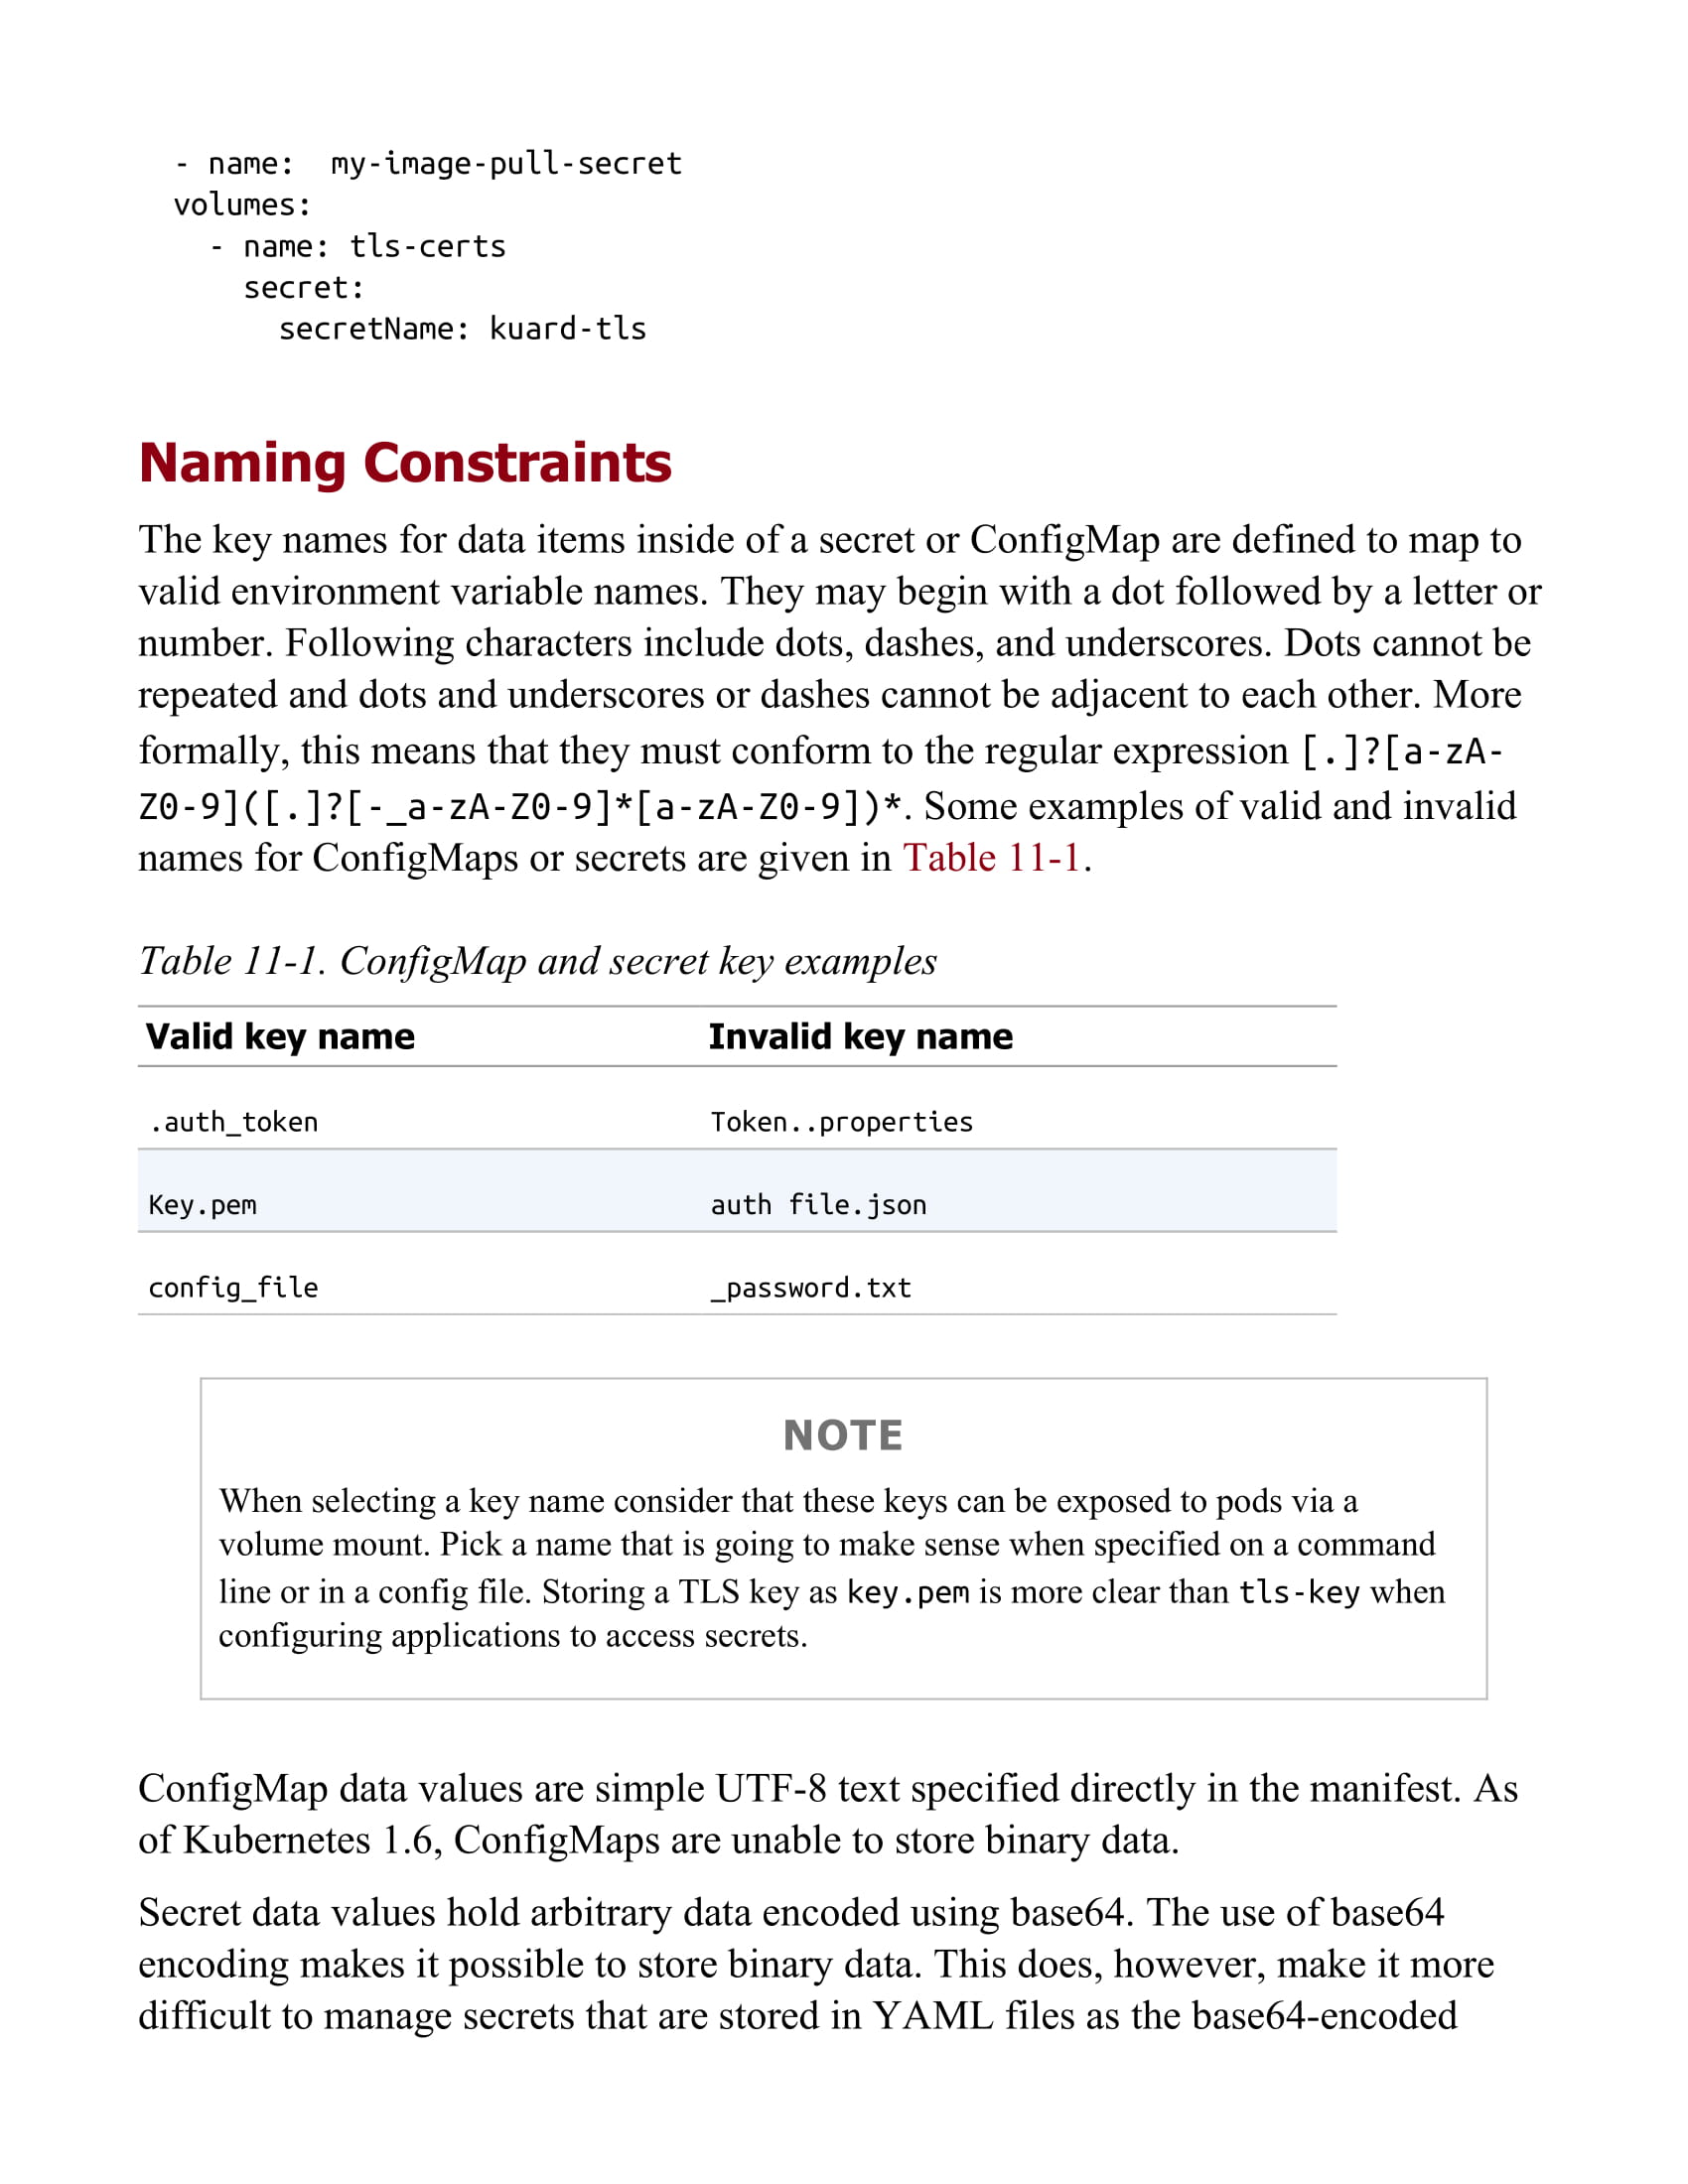 - name:  my-image-pull-secret
volumes:
- name: tls-certs
secret:
secretName: kuard-tls
Naming Constraints
The key names for data items inside of a secret or ConfigMap are defined to map to
valid environment variable names. They may begin with a dot followed by a letter or
number. Following characters include dots, dashes, and underscores. Dots cannot be
repeated and dots and underscores or dashes cannot be adjacent to each other. More
formally, this means that they must conform to the regular expression [.]?[a-zA-
Z0-9]([.]?[-_a-zA-Z0-9]*[a-zA-Z0-9])*. Some examples of valid and invalid
names for ConfigMaps or secrets are given in Table 11-1.
Table 11-1. ConfigMap and secret key examples
Valid key name Invalid key name
.auth_token Token..properties
Key.pem auth file.json
config_file _password.txt
NOTE
When selecting a key name consider that these keys can be exposed to pods via a
volume mount. Pick a name that is going to make sense when specified on a command
line or in a config file. Storing a TLS key as key.pem is more clear than tls-key when
configuring applications to access secrets.
ConfigMap data values are simple UTF-8 text specified directly in the manifest. As
of Kubernetes 1.6, ConfigMaps are unable to store binary data.
Secret data values hold arbitrary data encoded using base64. The use of base64
encoding makes it possible to store binary data. This does, however, make it more
difficult to manage secrets that are stored in YAML files as the base64-encoded